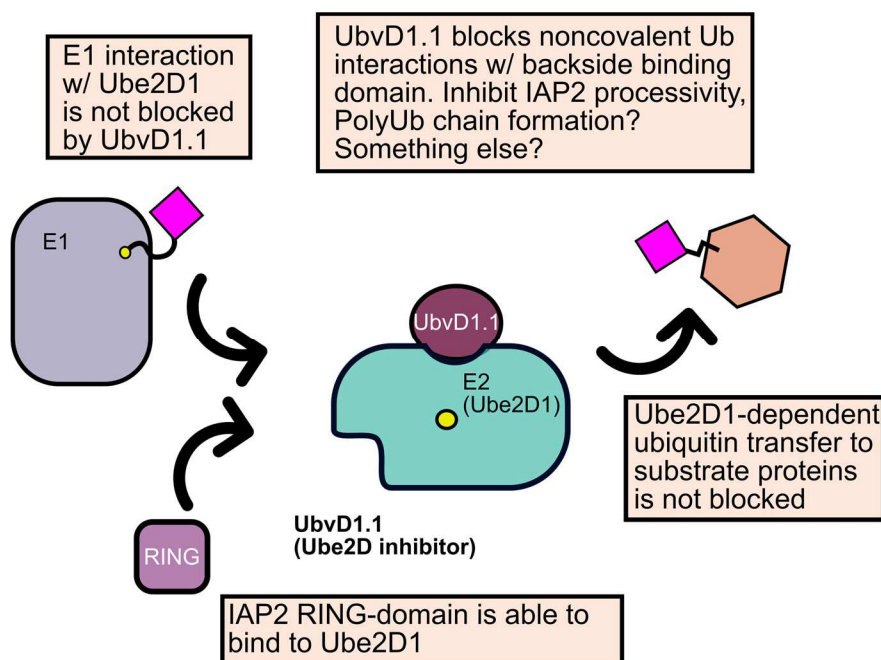 E1 interaction
w/ Ube2D1
is not blocked
by UbvD1.1
UbvD1.1 blocks noncovalent Ub
interactions w/ backside binding
domain. Inhibit IAP2 processivity,
PolyUb chain formation?
Something else?
E1
UbvD1.1
E2
(Ube2D1)
Ube2D1-dependent
ubiquitin transfer to
substrate proteins
is not blocked
UbvD1.1
(Ube2D inhibitor)
RING
IAP2 RING-domain is able to
bind to Ube2D1